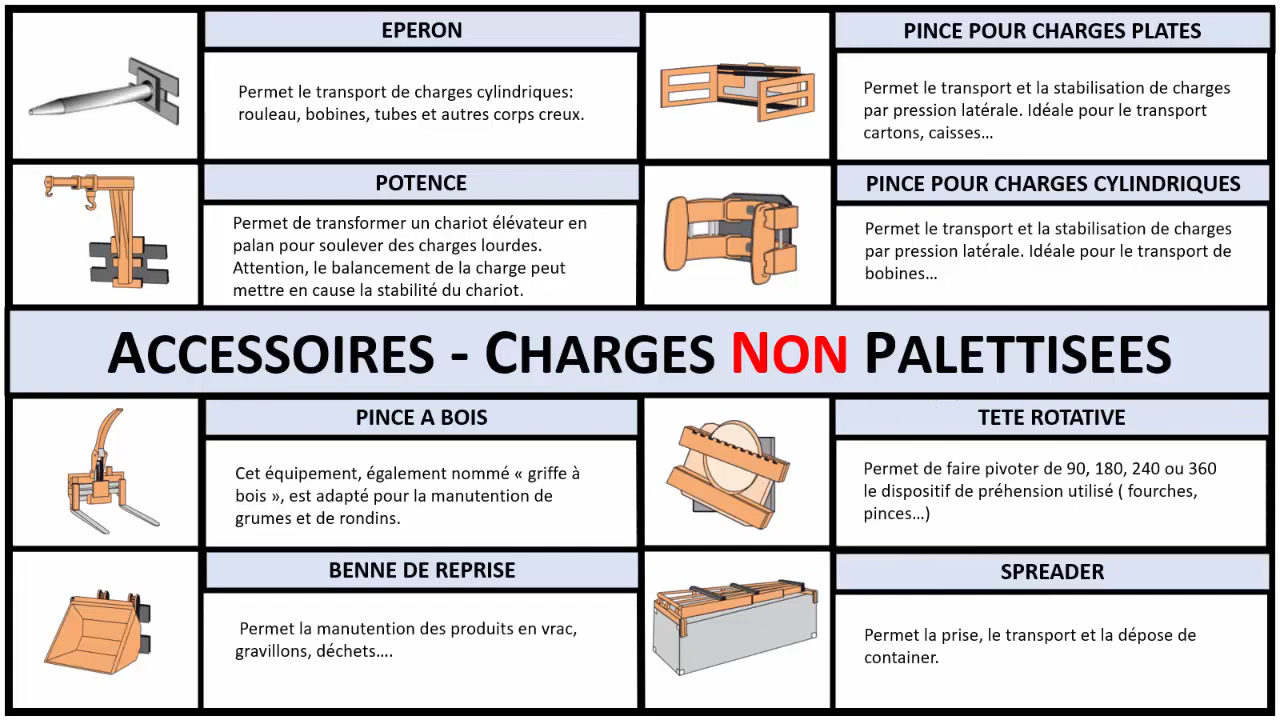 EPERON
Permet le transport de charges cylindriques:
rouleau, bobines, tubes et autres corps creux.
PINCE POUR CHARGES PLATES
Permet le transport et la stabilisation de charges
par pression latérale. Idéale pour le transport
cartons, caisses…
POTENCE
Permet de transformer un chariot élévateur en
palan pour soulever des charges lourdes.
Attention, le balancement de la charge peut
mettre en cause la stabilité du chariot.
PINCE POUR CHARGES CYLINDRIQUES
Permet le transport et la stabilisation de charges
par pression latérale. Idéale pour le transport de
bobines…
ACCESSOIRES - CHARGES NON PALETTISEES
PINCE A BOIS
Cet équipement, également nommé « griffe à
bois », est adapté pour la manutention de
grumes et de rondins.
TETE ROTATIVE
Permet de faire pivoter de 90, 180, 240 ou 360
le dispositif de préhension utilisé ( fourches,
pinces…)
BENNE DE REPRISE
Permet la manutention des produits en vrac,
gravillons, déchets….
SPREADER
Permet la prise, le transport et la dépose de
container.